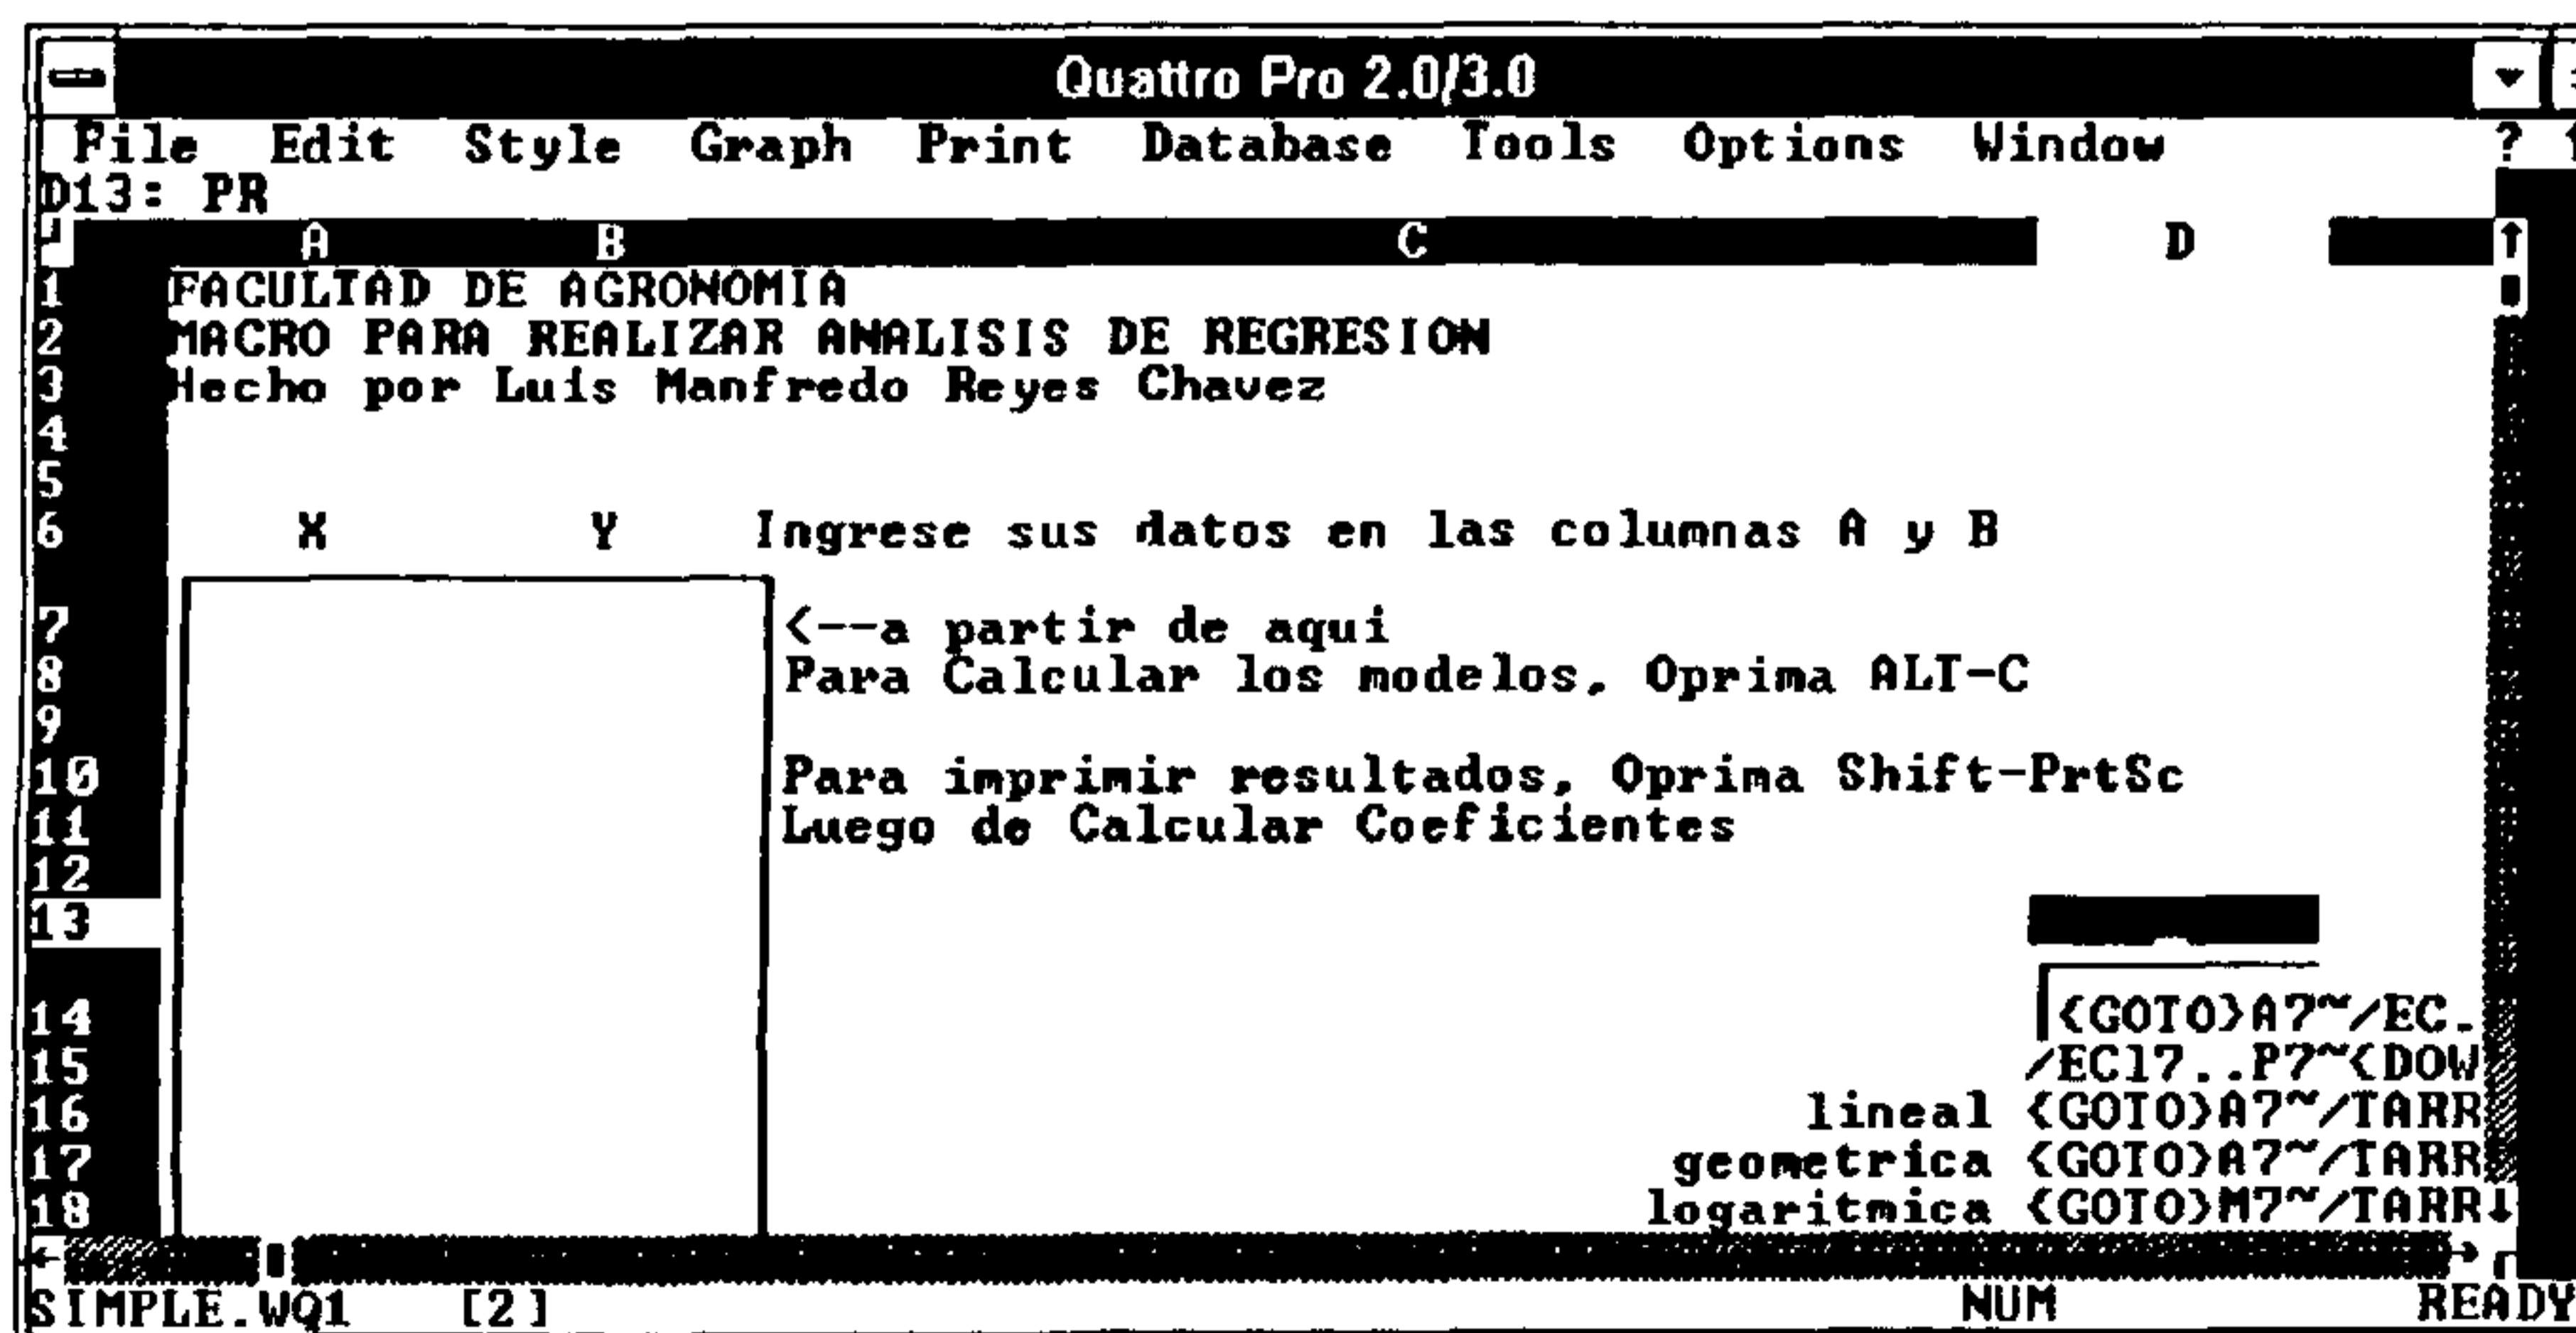 Quattro Pro 2.0/3.0
File Edit Style Graph Print Database Tools Options Window ?
D13: PR
A B C D
1 FACULTAD DE AGRONOMIA
2 MACRO PARA REALIZAR ANALISIS DE REGRESION
3 Hecho por Luis Manfredo Reyes Chavez
4
5
6 X Y Ingrese sus datos en las columnas A y B
7 <--a partir de aqui
8 Para Calcular los modelos, Oprima ALT-C
9
10 Para imprimir resultados, Oprima Shift-PrtSc
11 Luego de Calcular Coeficientes
12
13
14 {GOTO}A7~/EC.
15 /EC17..P7~{DOW
16 lineal {GOTO}A7~/TARR
17 geometrica {GOTO}A7~/TARR
18 logaritmica {GOTO}M7~/TARR
SIMPLE.WQ1 [2] NUM READY